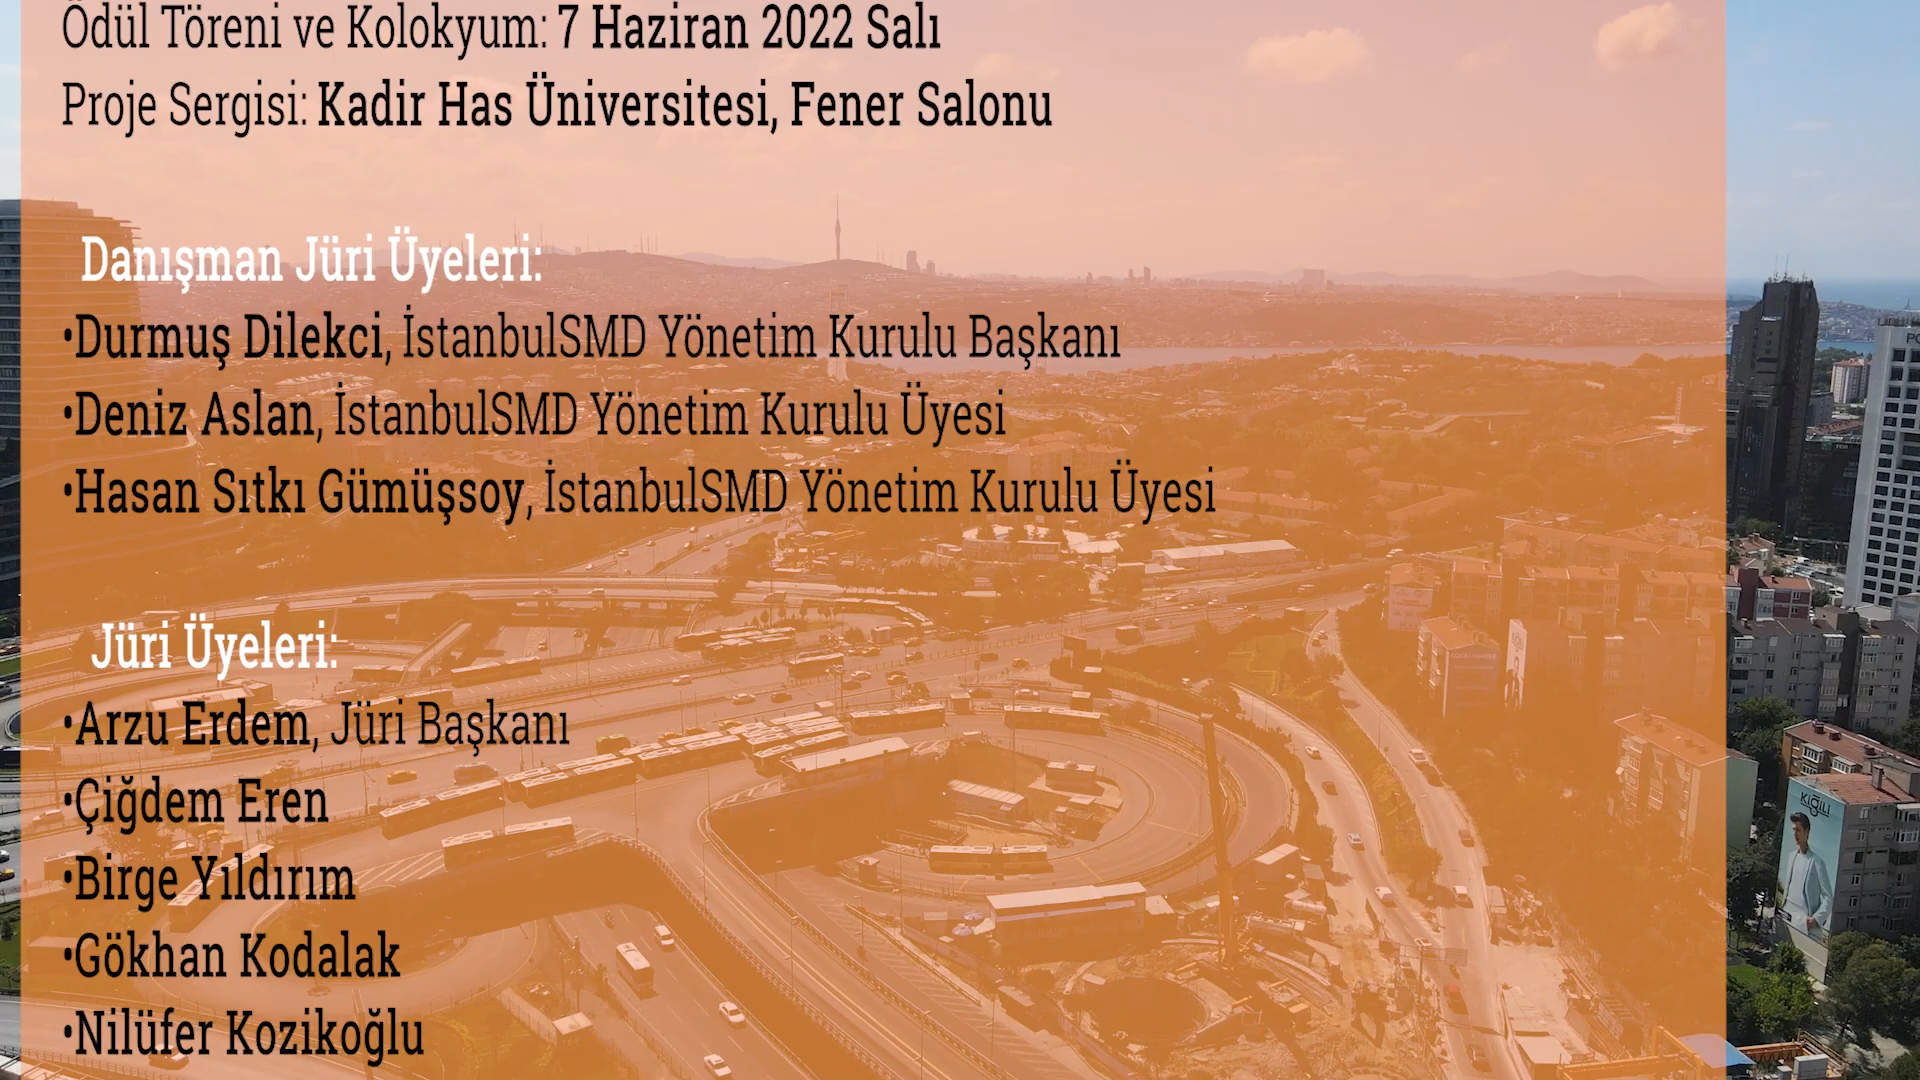 Ödül Töreni ve Kolokyum: 7 Haziran 2022 Salı
Proje Sergisi: Kadir Has Üniversitesi, Fener Salonu
Danışman Jüri Üyeleri:
•Durmuş Dilekci, İstanbulSMD Yönetim Kurulu Başkanı
•Deniz Aslan, İstanbulSMD Yönetim Kurulu Üyesi
•Hasan Sıtkı Gümüşsoy, İstanbulSMD Yönetim Kurulu Üyesi
Jüri Üyeleri:
•Arzu Erdem, Jüri Başkanı
•Çiğdem Eren
•Birge Yıldırım
•Gökhan Kodalak
•Nilüfer Kozikoğlu
KİĞILI